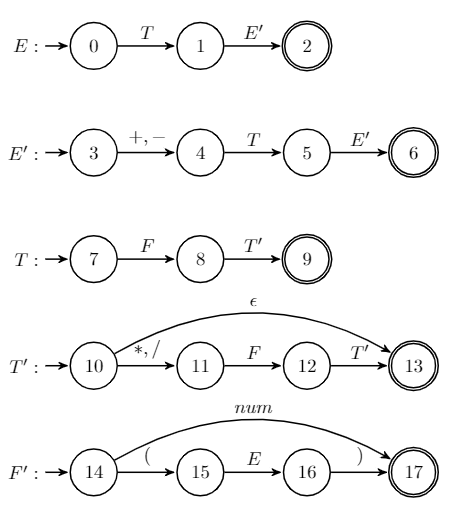 E : 0 T 1 E′ 2
E′ : 3 +, − 4 T 5 E′ 6
T : 7 F 8 T′ 9
ϵ
T′ : 10 *, / 11 F 12 T′ 13
num
F′ : 14 ( 15 E 16 ) 17